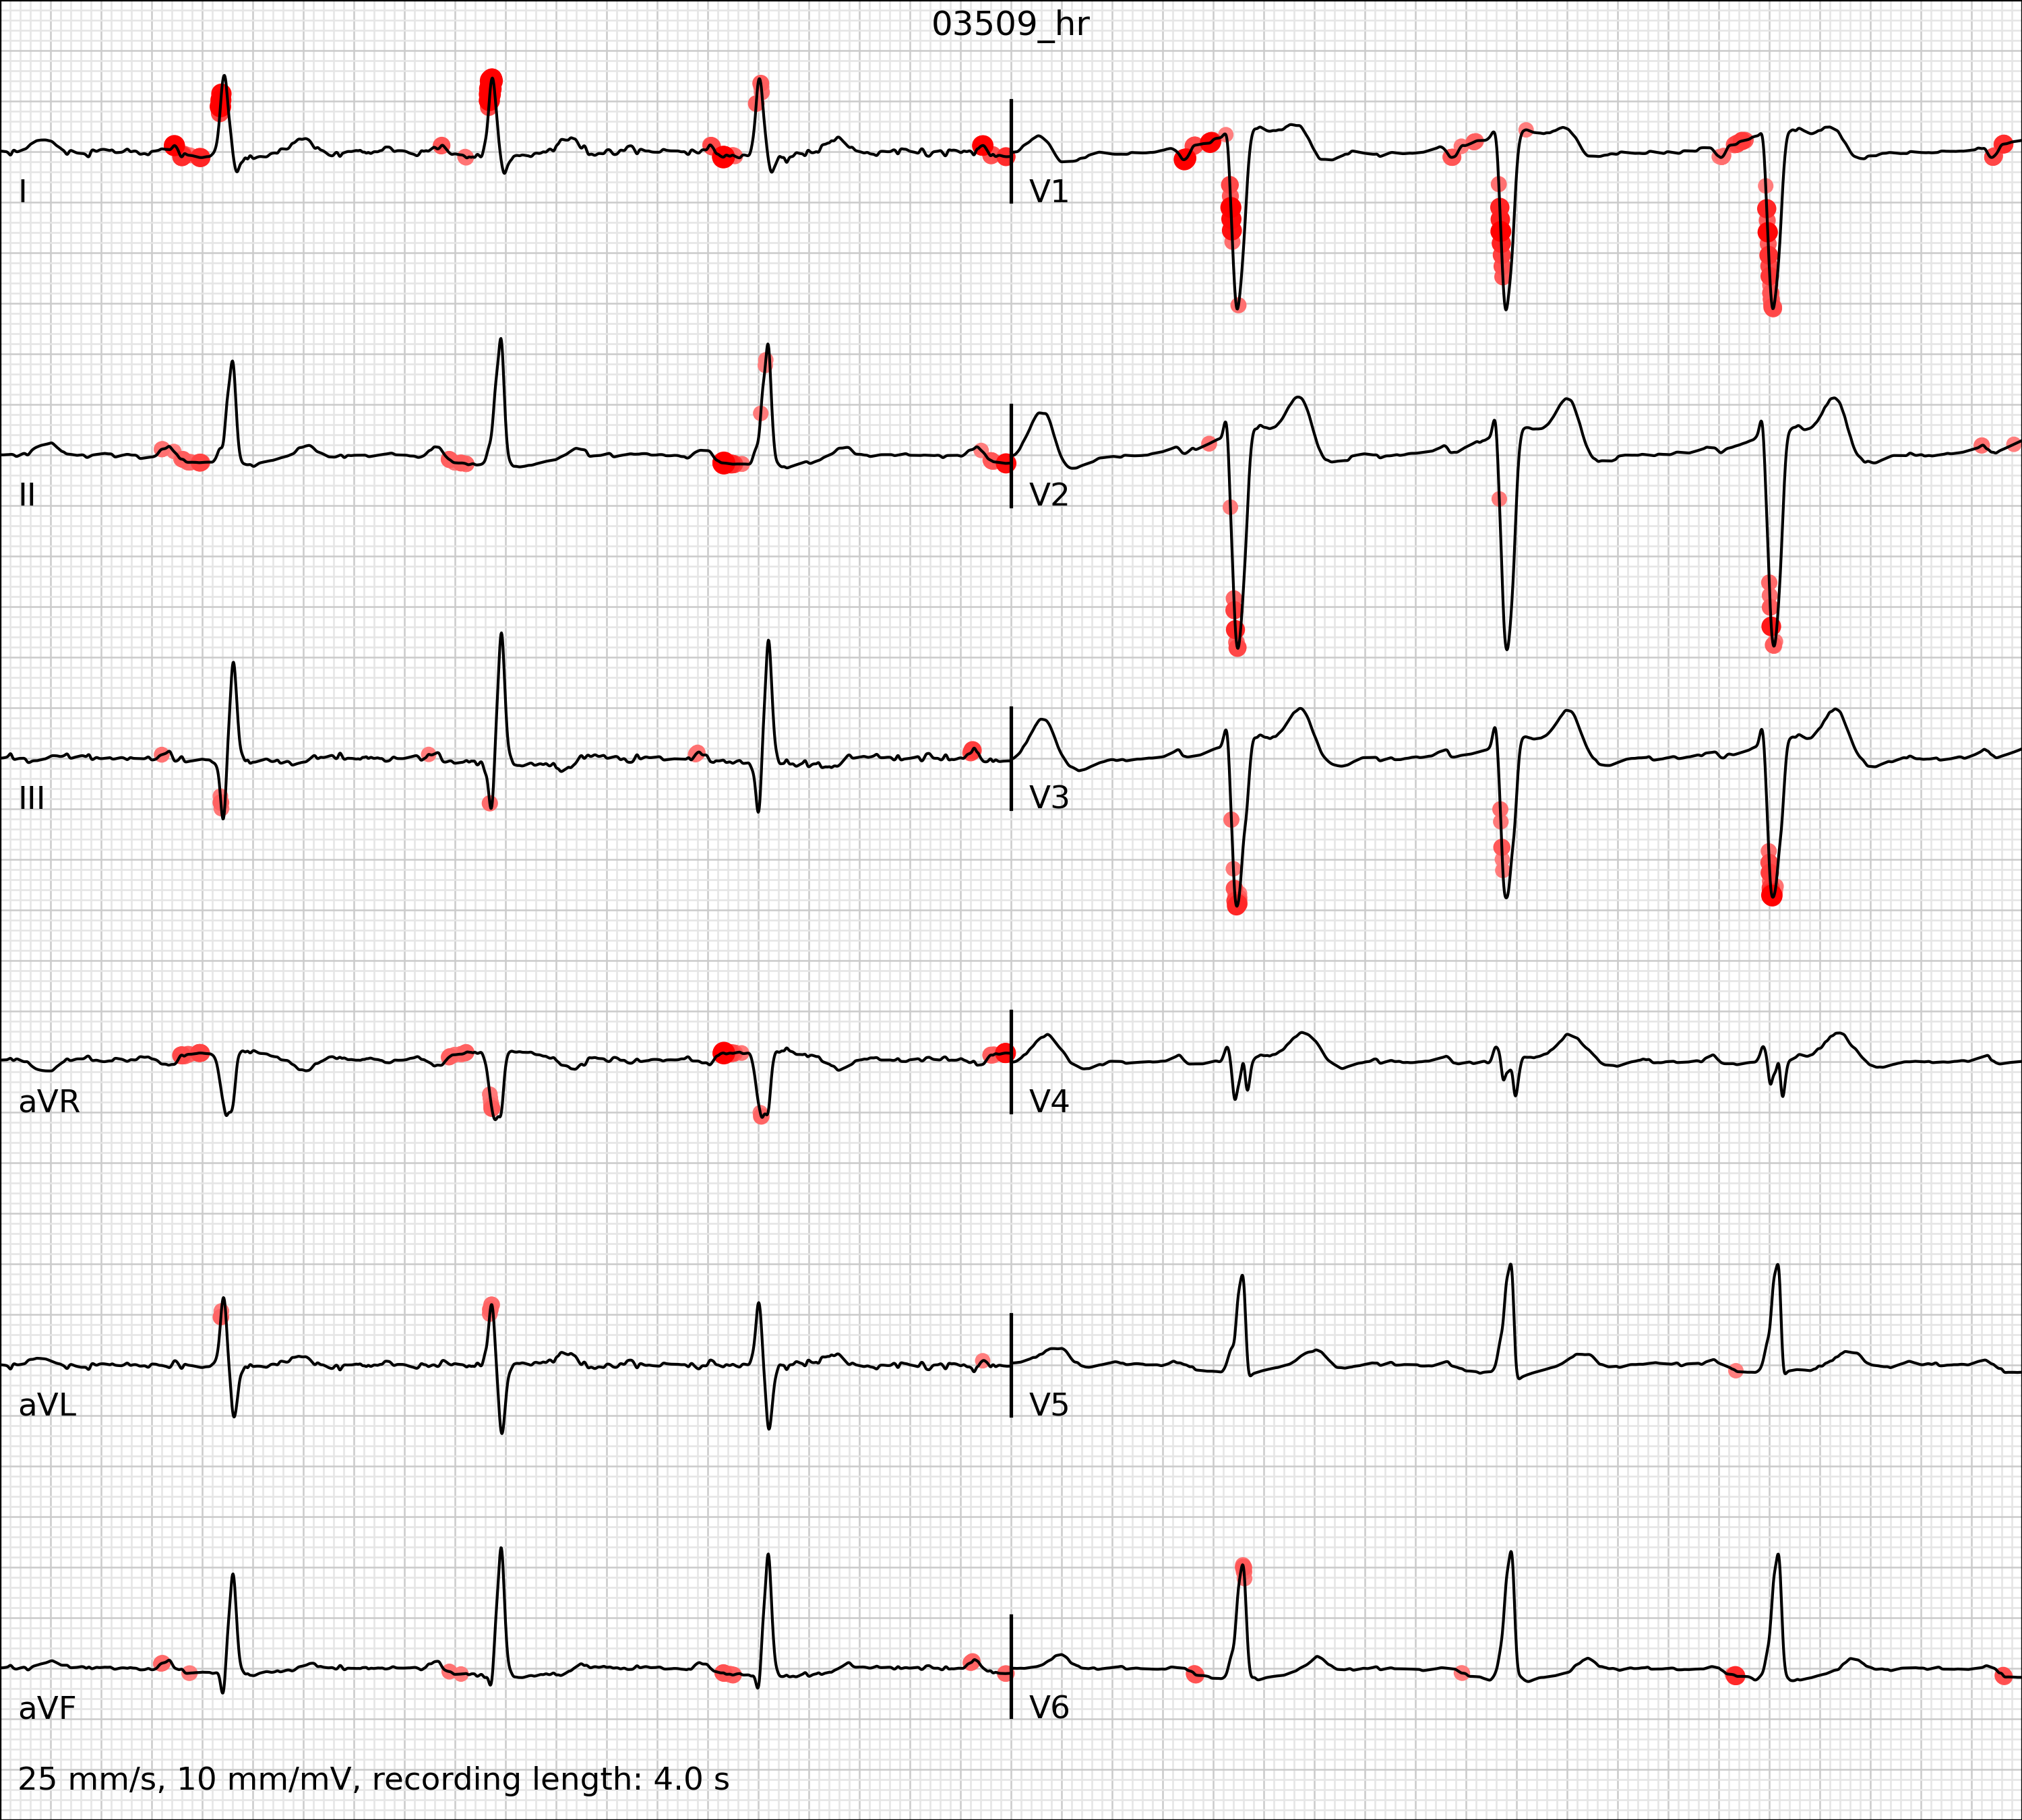 03509_hr
I
V1
II
V2
III
V3
aVR
V4
aVL
V5
aVF
V6
25 mm/s, 10 mm/mV, recording length: 4.0 s